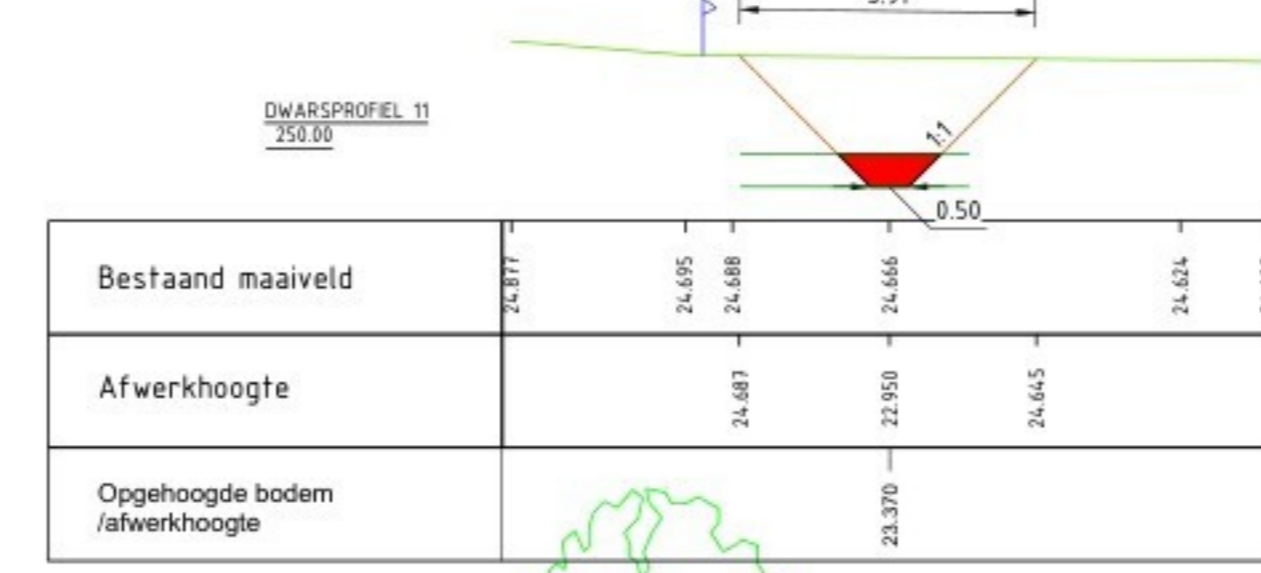 DWARSPROFIEL 11
250.00
1:1
0.50
Bestaand maaiveld
24.877
24.695
24.688
24.666
24.624
Afwerkhoogte
24.687
22.950
24.645
Opgehoogde bodem
/afwerkhoogte
23.370